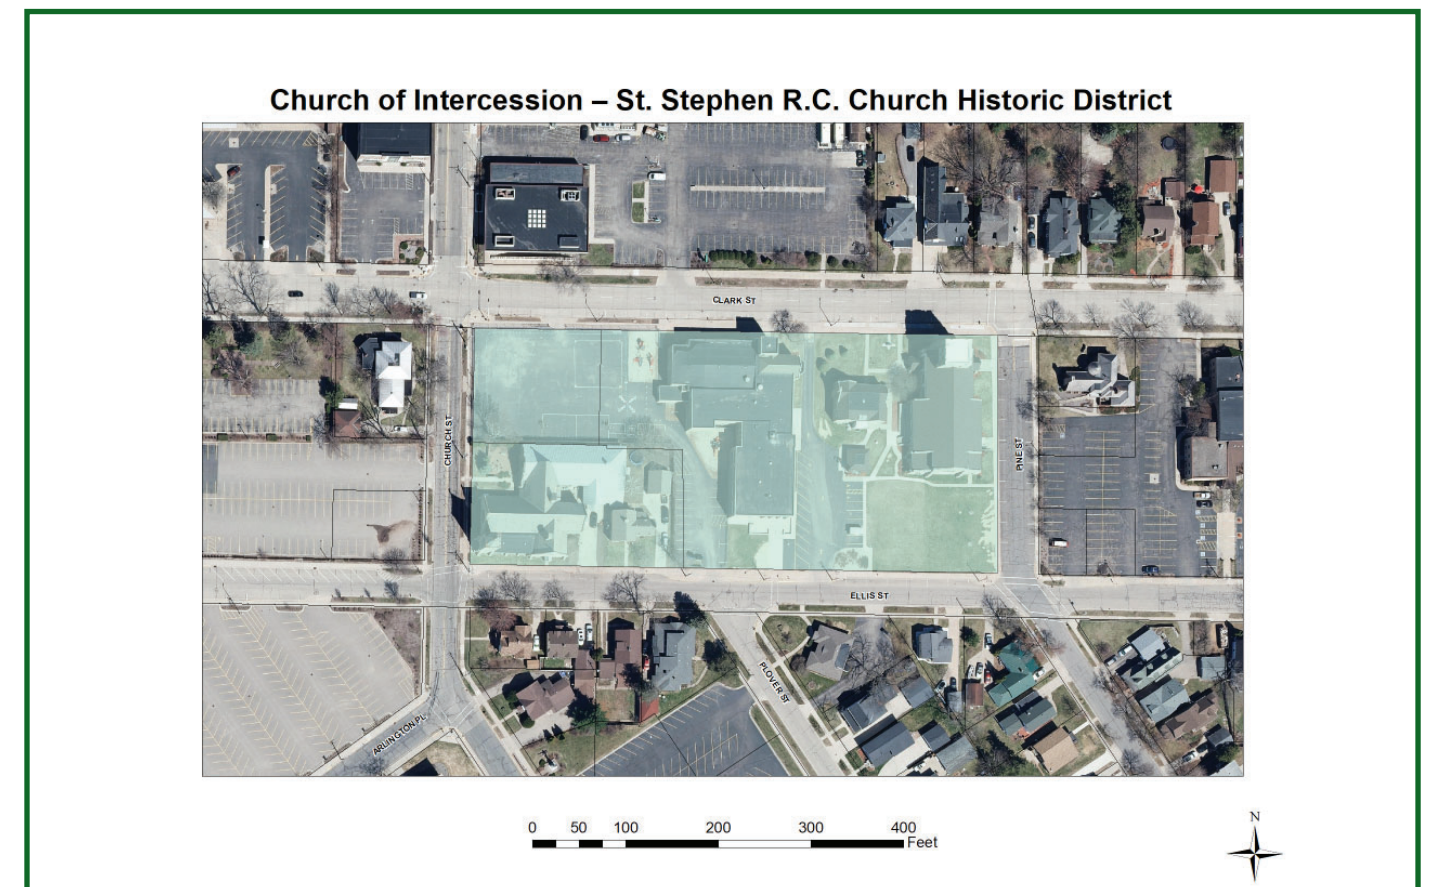 Church of Intercession – St. Stephen R.C. Church Historic District
CLARK ST
CHURCH ST
PINE ST
ELLIS ST
PLOVER ST
ARLINGTON PL
0 50 100 200 300 400
Feet
N